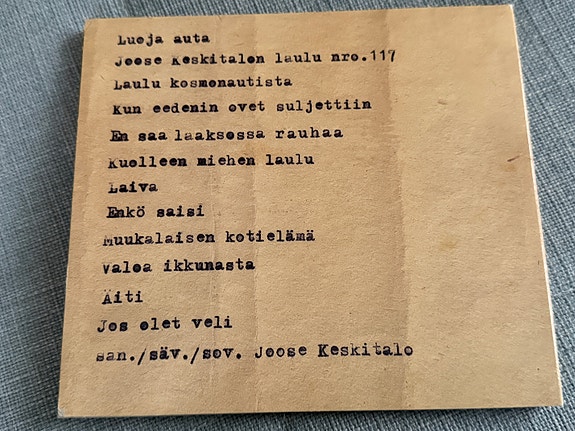 Luoja auta
Joose Keskitalon laulu nro.117
Laulu kosmonautista
Kun eedenin ovet suljettiin
En saa laaksossa rauhaa
Kuolleen miehen laulu
Laiva
Enkö saisi
Muukalaisen kotielämä
Valoa ikkunasta
Äiti
Jos olet veli
san./säv./sov. Joose Keskitalo